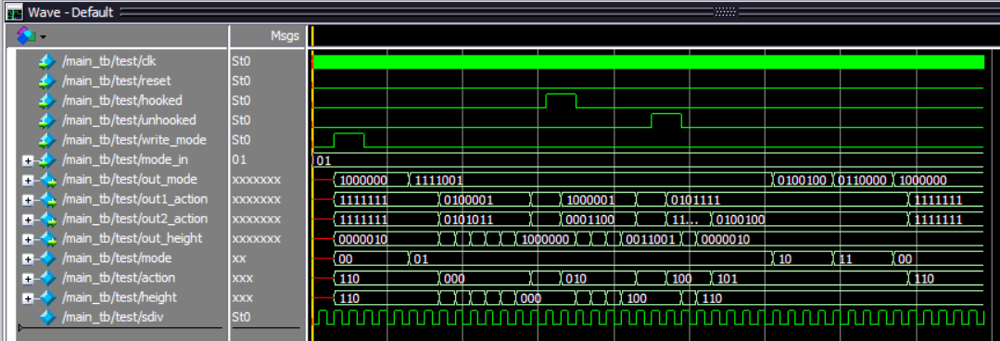 Wave - Default
Msgs
/main_tb/test/clk St0
/main_tb/test/reset St0
/main_tb/test/hooked St0
/main_tb/test/unhooked St0
/main_tb/test/write_mode St0
/main_tb/test/mode_in 01 01
/main_tb/test/out_mode xxxxxxx 1000000 1111001 0100100 0110000 1000000
/main_tb/test/out1_action xxxxxxx 1111111 0100001 1000001 0101111 1111111
/main_tb/test/out2_action xxxxxxx 1111111 0101011 0001100 11... 0100100 1111111
/main_tb/test/out_height xxxxxxx 0000010 1000000 0011001 0000010
/main_tb/test/mode xx 00 01 10 11 00
/main_tb/test/action xxx 110 000 010 100 101 110
/main_tb/test/height xxx 110 000 100 110
/main_tb/test/sdiv St0